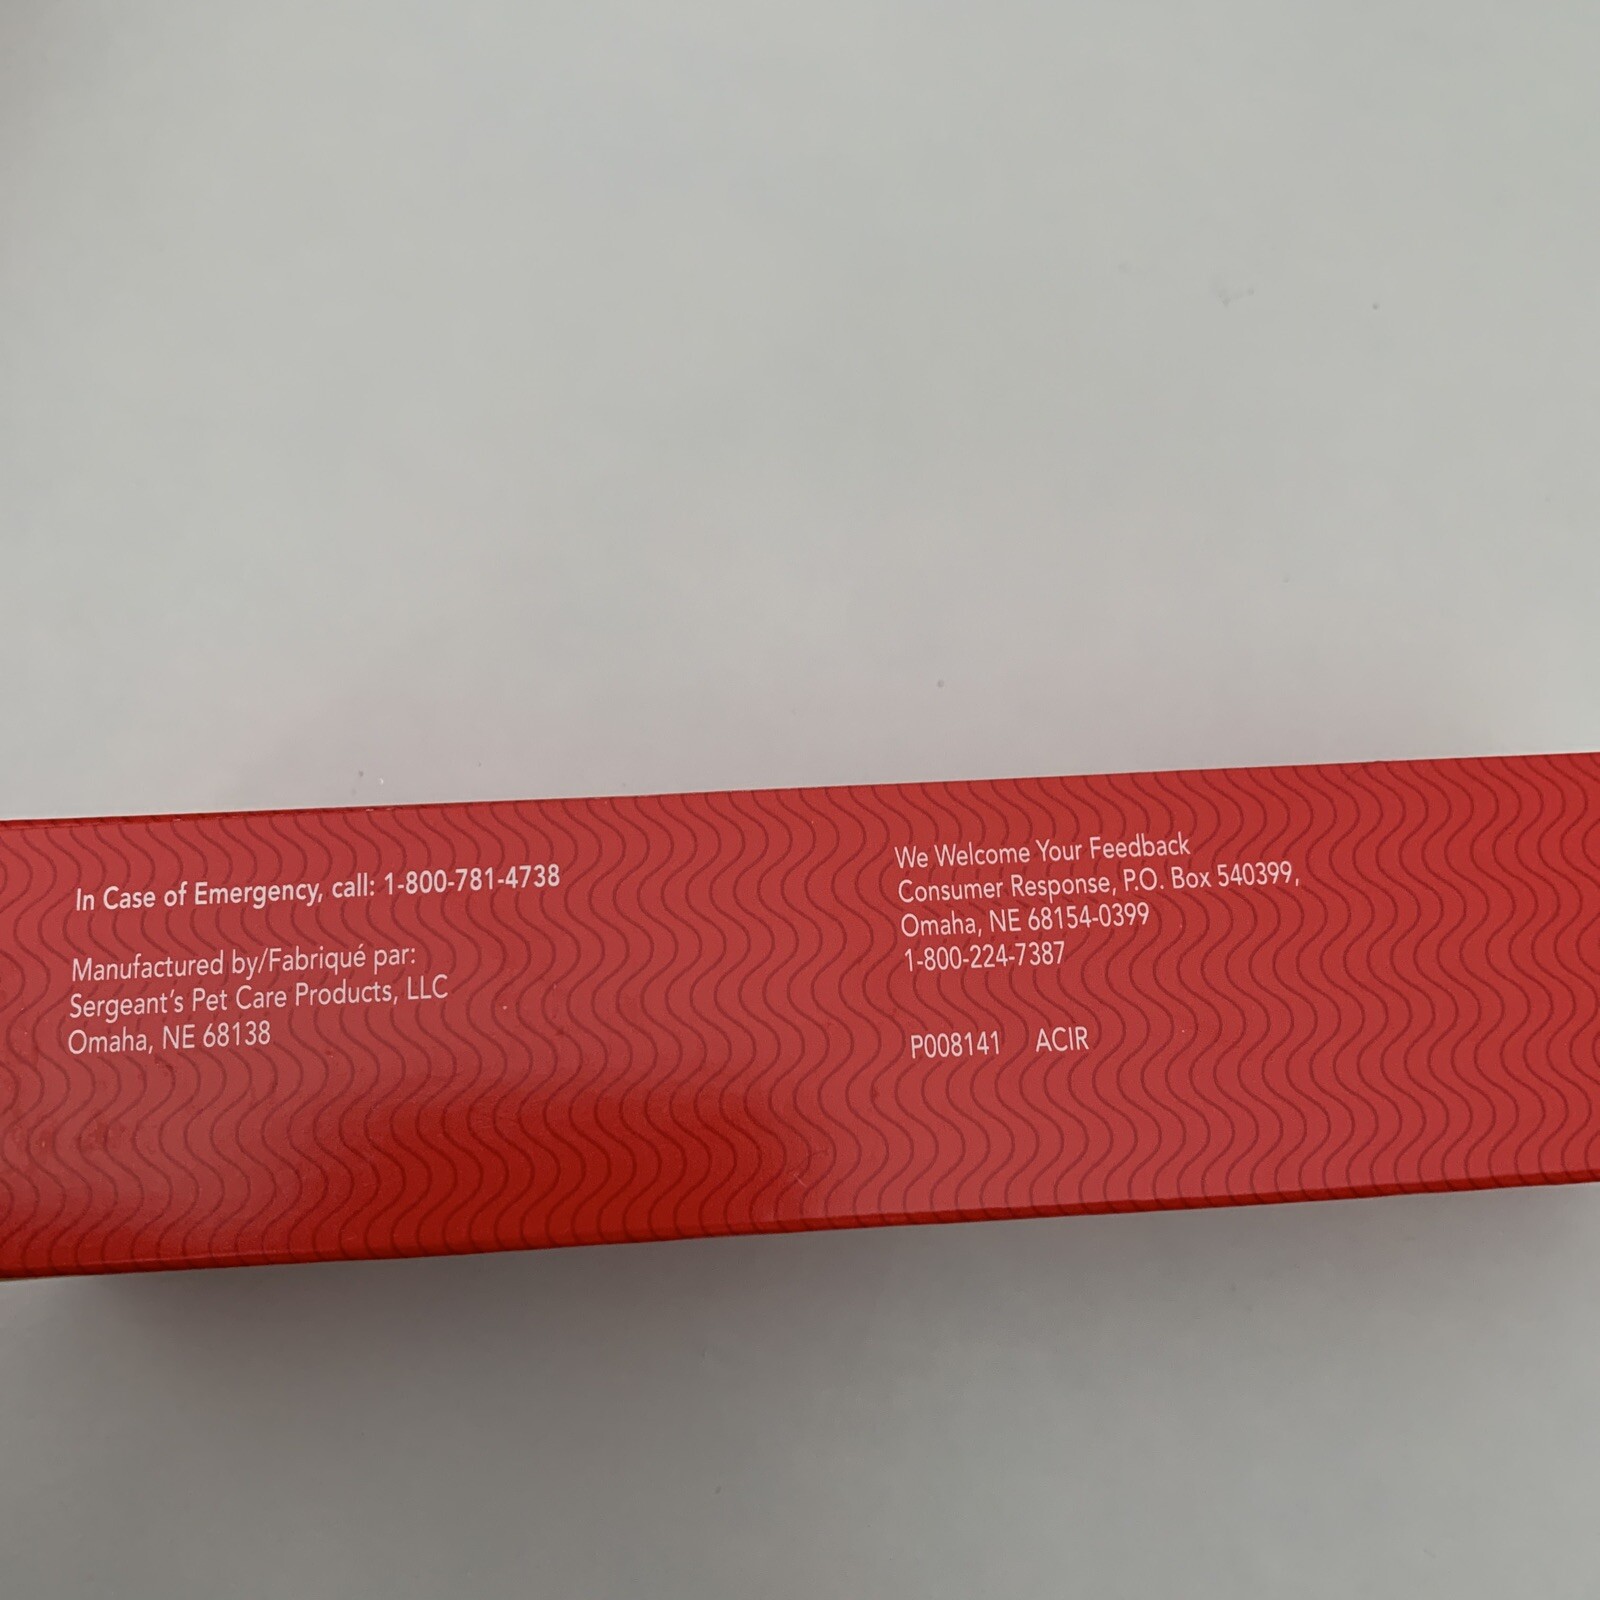 In Case of Emergency, call: 1-800-781-4738
Manufactured by/Fabriqué par:
Sergeant's Pet Care Products, LLC
Omaha, NE 68138
We Welcome Your Feedback
Consumer Response, P.O. Box 540399,
Omaha, NE 68154-0399
1-800-224-7387
P008141 ACIR